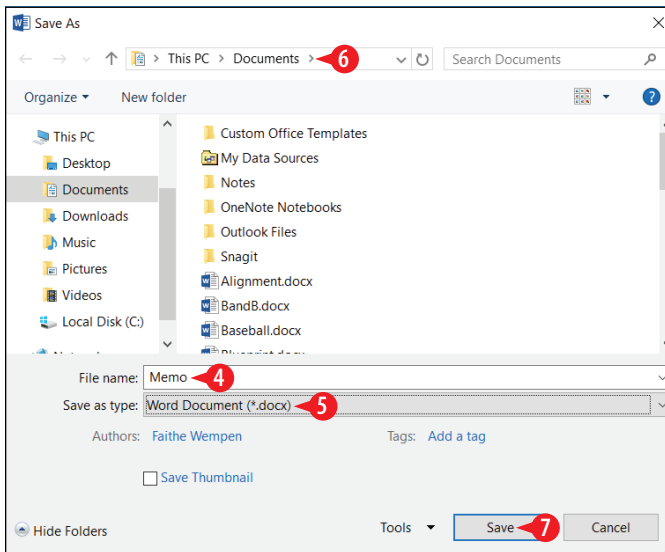 Save As
This PC > Documents > 6
Search Documents
Organize
New folder
?
This PC
Desktop
Documents
Downloads
Music
Pictures
Videos
Local Disk (C:)
Custom Office Templates
My Data Sources
Notes
OneNote Notebooks
Outlook Files
Snagit
Alignment.docx
BandB.docx
Baseball.docx
File name: Memo 4
Save as type: Word Document (*.docx) 5
Authors: Faithe Wempen
Tags: Add a tag
Save Thumbnail
Hide Folders
Tools
Save 7
Cancel